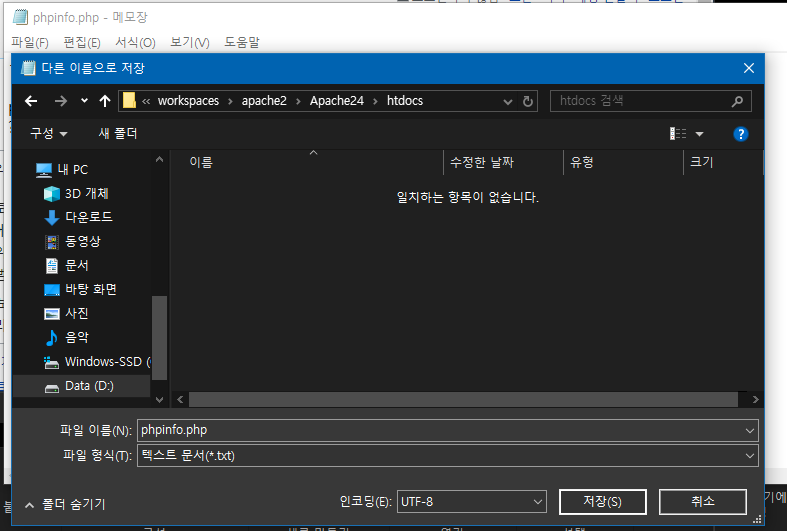 phpinfo.php - 메모장
파일(F) 편집(E) 서식(O) 보기(V) 도움말
다른 이름으로 저장
« workspaces › apache2 › Apache24 › htdocs
htdocs 검색
구성 새 폴더
이름 수정한 날짜 유형 크기
일치하는 항목이 없습니다.
내 PC
3D 개체
다운로드
동영상
문서
바탕 화면
사진
음악
Windows-SSD (
Data (D:)
파일 이름(N): phpinfo.php
파일 형식(T): 텍스트 문서(*.txt)
폴더 숨기기
인코딩(E): UTF-8
저장(S) 취소